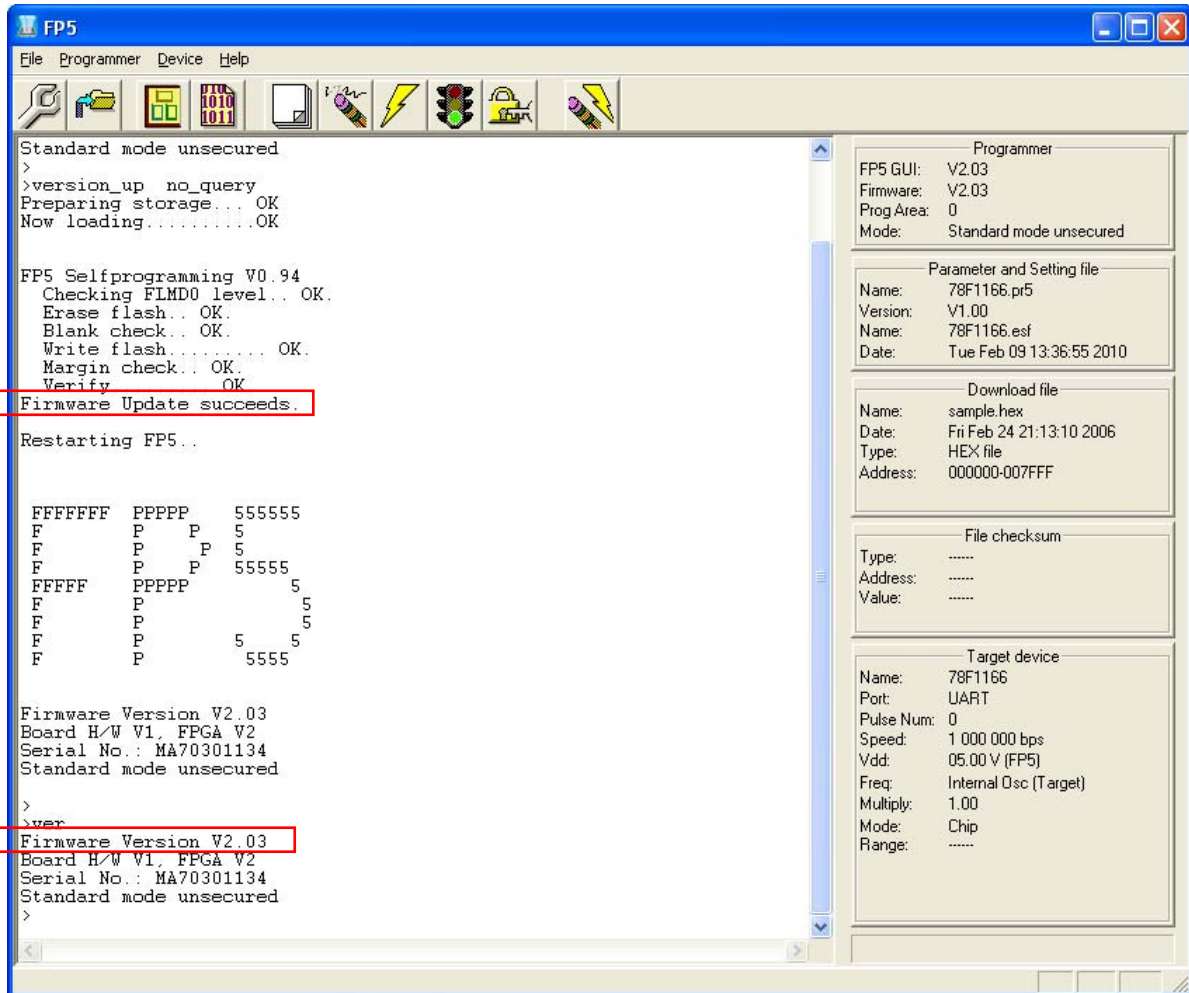 FP5
File Programmer Device Help
Standard mode unsecured
>
>version_up no_query
Preparing storage... OK
Now loading..........OK
FP5 Selfprogramming V0.94
Checking FLMD0 level.. OK.
Erase flash.. OK.
Blank check.. OK.
Write flash......... OK.
Margin check.. OK.
Verify......... OK
Firmware Update succeeds.
Restarting FP5..
FFFFFFF PPPPP 555555
F P P 5
F P P 5
F P P 55555
FFFFF PPPPP 5
F P 5
F P 5
F P 5 5
F P 5555
Firmware Version V2.03
Board H/W V1, FPGA V2
Serial No.: MA70301134
Standard mode unsecured
>
>ver
Firmware Version V2.03
Board H/W V1, FPGA V2
Serial No.: MA70301134
Standard mode unsecured
>
Programmer
FP5 GUI: V2.03
Firmware: V2.03
Prog Area: 0
Mode: Standard mode unsecured
Parameter and Setting file
Name: 78F1166.pr5
Version: V1.00
Name: 78F1166.esf
Date: Tue Feb 09 13:36:55 2010
Download file
Name: sample.hex
Date: Fri Feb 24 21:13:10 2006
Type: HEX file
Address: 000000-007FFF
File checksum
Type: ------
Address: ------
Value: ------
Target device
Name: 78F1166
Port: UART
Pulse Num: 0
Speed: 1 000 000 bps
Vdd: 05.00 V (FP5)
Freq: Internal Osc (Target)
Multiply: 1.00
Mode: Chip
Range: ------